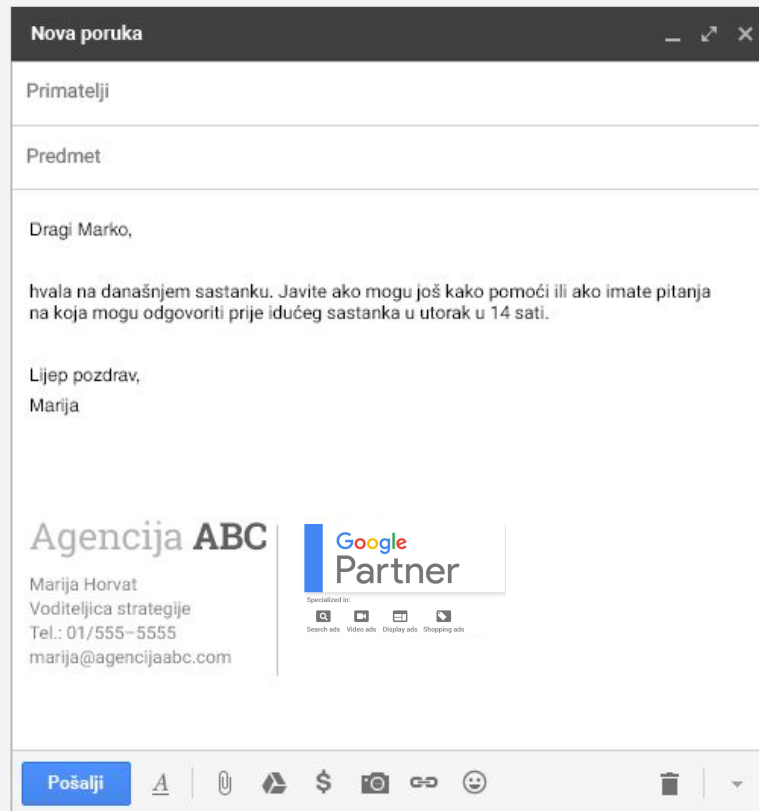 Nova poruka
Primatelji
Predmet
Dragi Marko,
hvala na današnjem sastanku. Javite ako mogu još kako pomoći ili ako imate pitanja
na koja mogu odgovoriti prije idućeg sastanka u utorak u 14 sati.
Lijep pozdrav,
Marija
Agencija ABC
Marija Horvat
Voditeljica strategije
Tel.: 01/555–5555
marija@agencijaabc.com
Google
Partner
Specialized in:
Search ads Video ads Display ads Shopping ads
Pošalji A